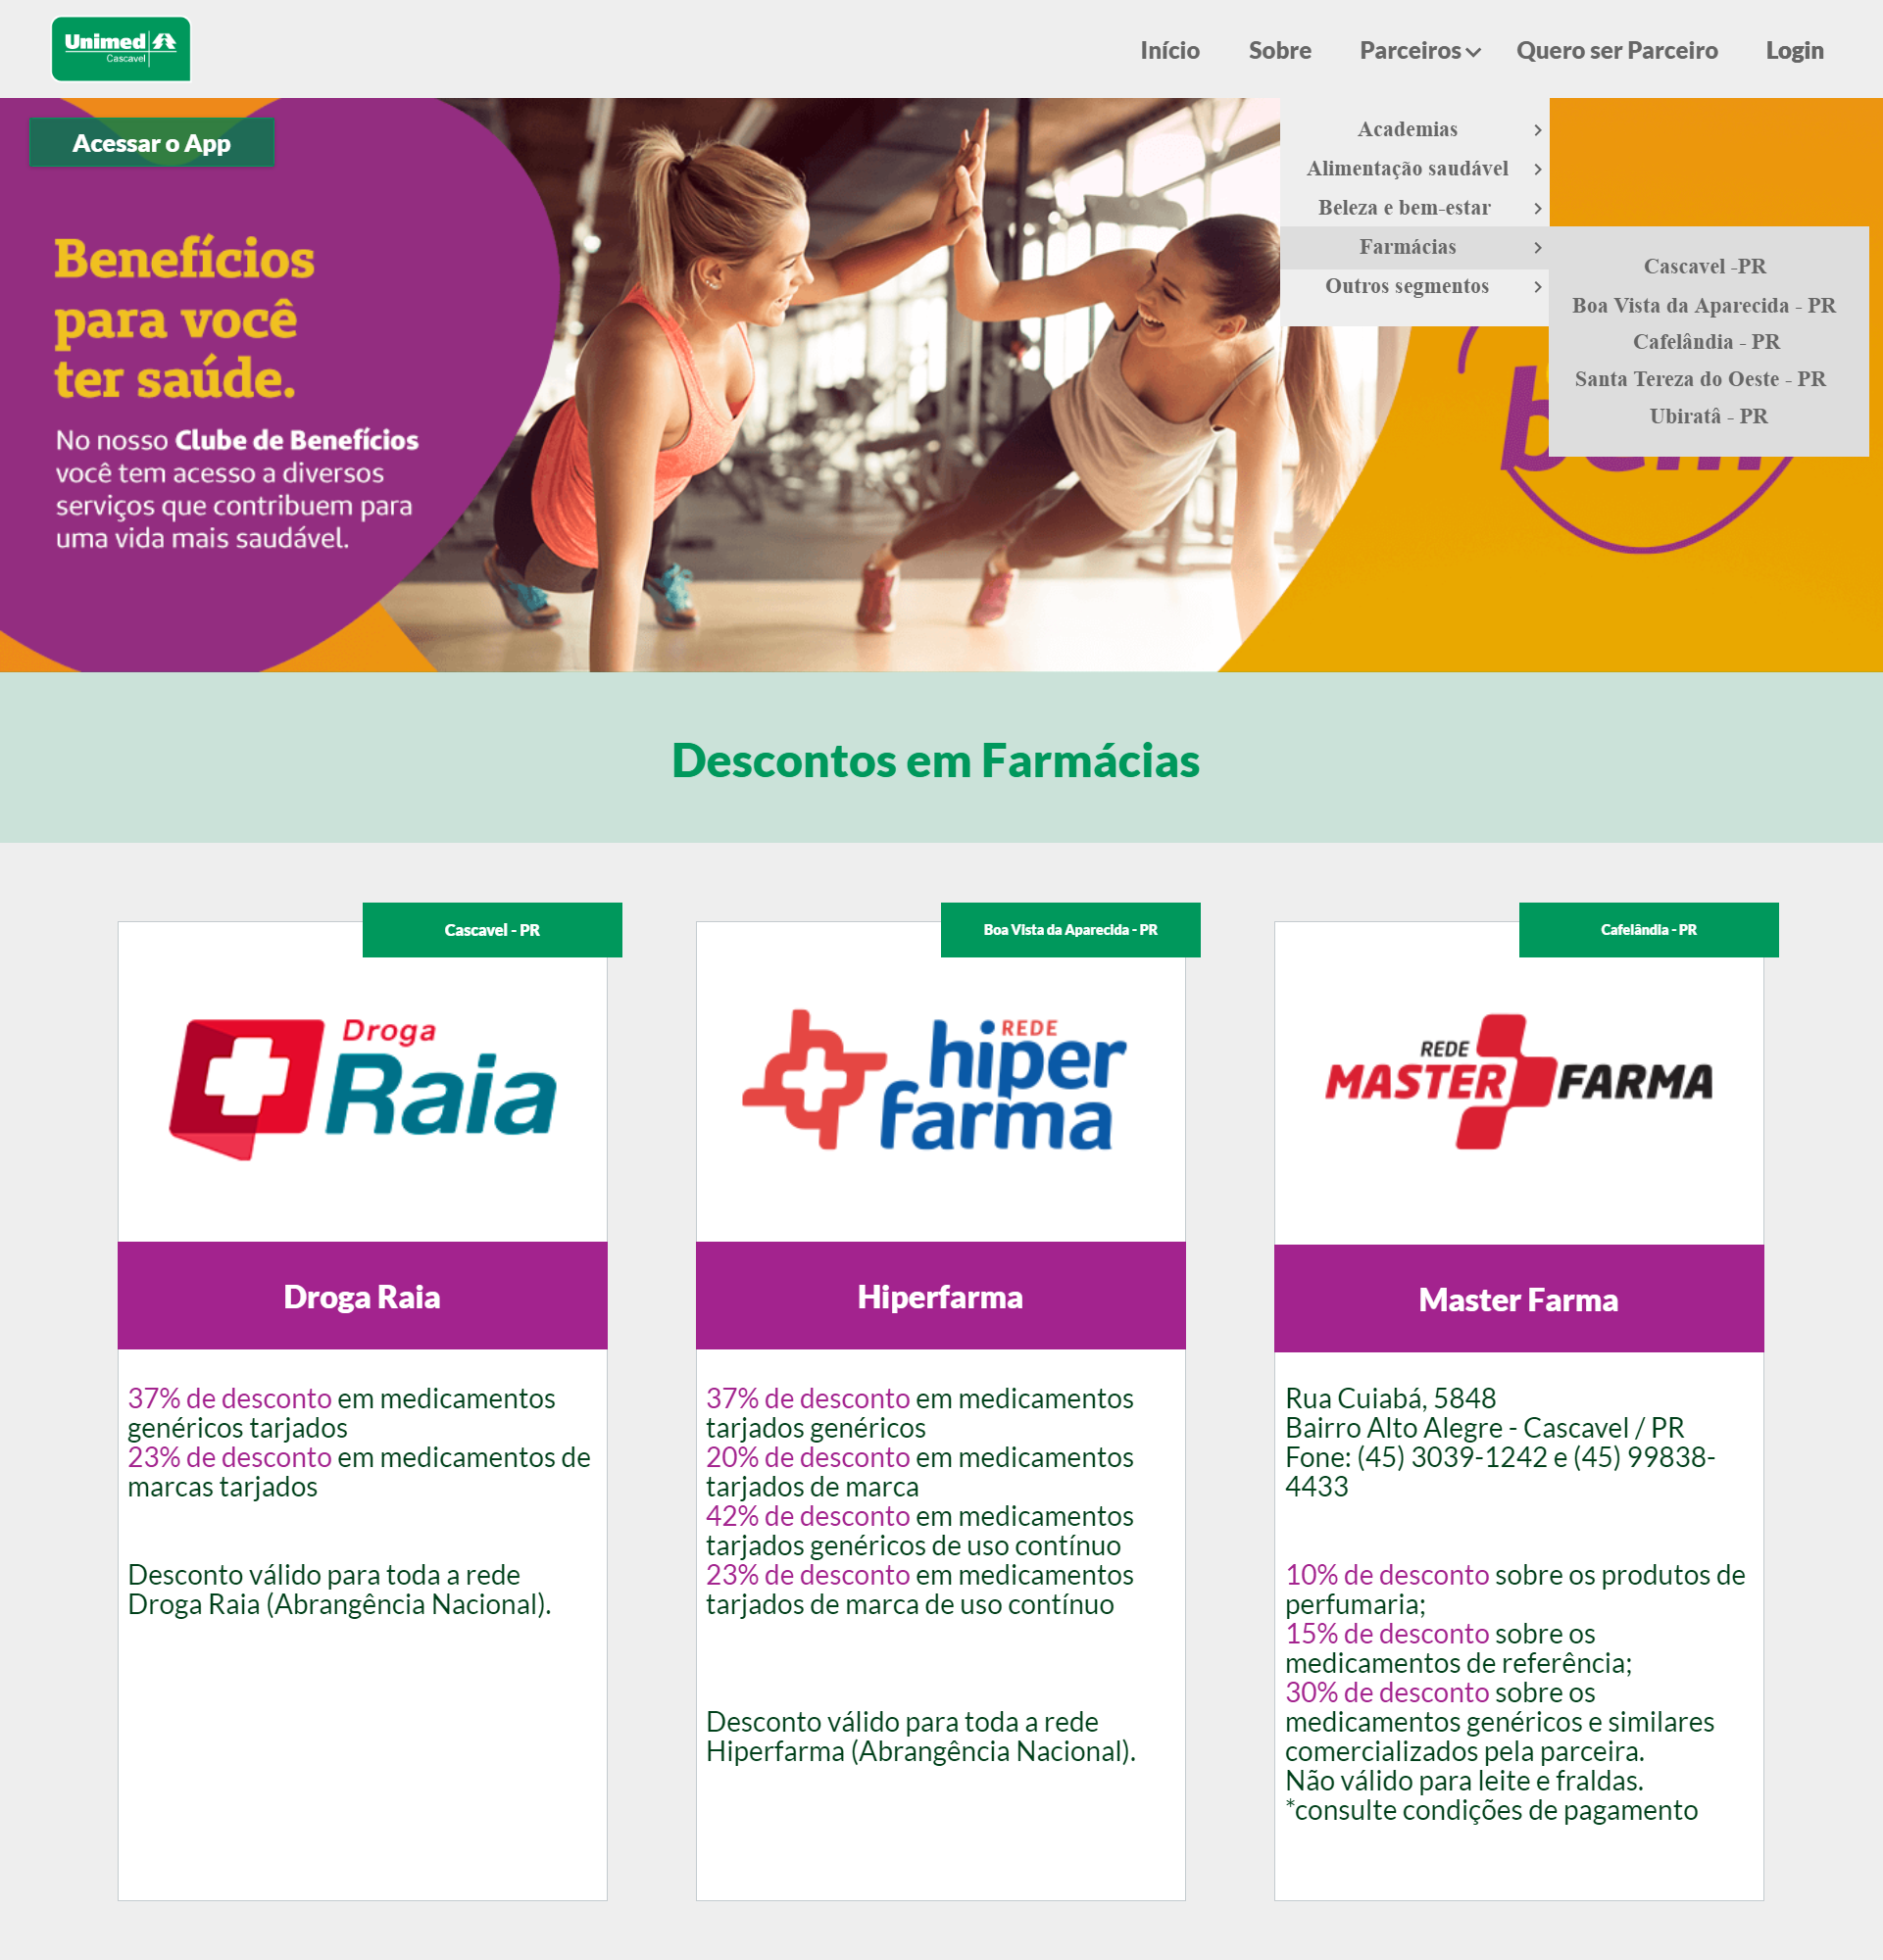 Unimed
Cascavel
Início
Sobre
Parceiros
Quero ser Parceiro
Login
Acessar o App
Academias
Alimentação saudável
Beleza e bem-estar
Farmácias
Outros segmentos
Cascavel -PR
Boa Vista da Aparecida - PR
Cafelândia - PR
Santa Tereza do Oeste - PR
Ubiratâ - PR
Benefícios
para você
ter saúde.
No nosso Clube de Benefícios
você tem acesso a diversos
serviços que contribuem para
uma vida mais saudável.
Descontos em Farmácias
Cascavel - PR
Droga
Raia
Droga Raia
37% de desconto em medicamentos
genéricos tarjados
23% de desconto em medicamentos de
marcas tarjados
Desconto válido para toda a rede
Droga Raia (Abrangência Nacional).
Boa Vista da Aparecida - PR
REDE
hiper
farma
Hiperfarma
37% de desconto em medicamentos
tarjados genéricos
20% de desconto em medicamentos
tarjados de marca
42% de desconto em medicamentos
tarjados genéricos de uso contínuo
23% de desconto em medicamentos
tarjados de marca de uso contínuo
Desconto válido para toda a rede
Hiperfarma (Abrangência Nacional).
Cafelândia - PR
REDE
MASTER FARMA
Master Farma
Rua Cuiabá, 5848
Bairro Alto Alegre - Cascavel / PR
Fone: (45) 3039-1242 e (45) 99838-
4433
10% de desconto sobre os produtos de
perfumaria;
15% de desconto sobre os
medicamentos de referência;
30% de desconto sobre os
medicamentos genéricos e similares
comercializados pela parceira.
Não válido para leite e fraldas.
*consulte condições de pagamento